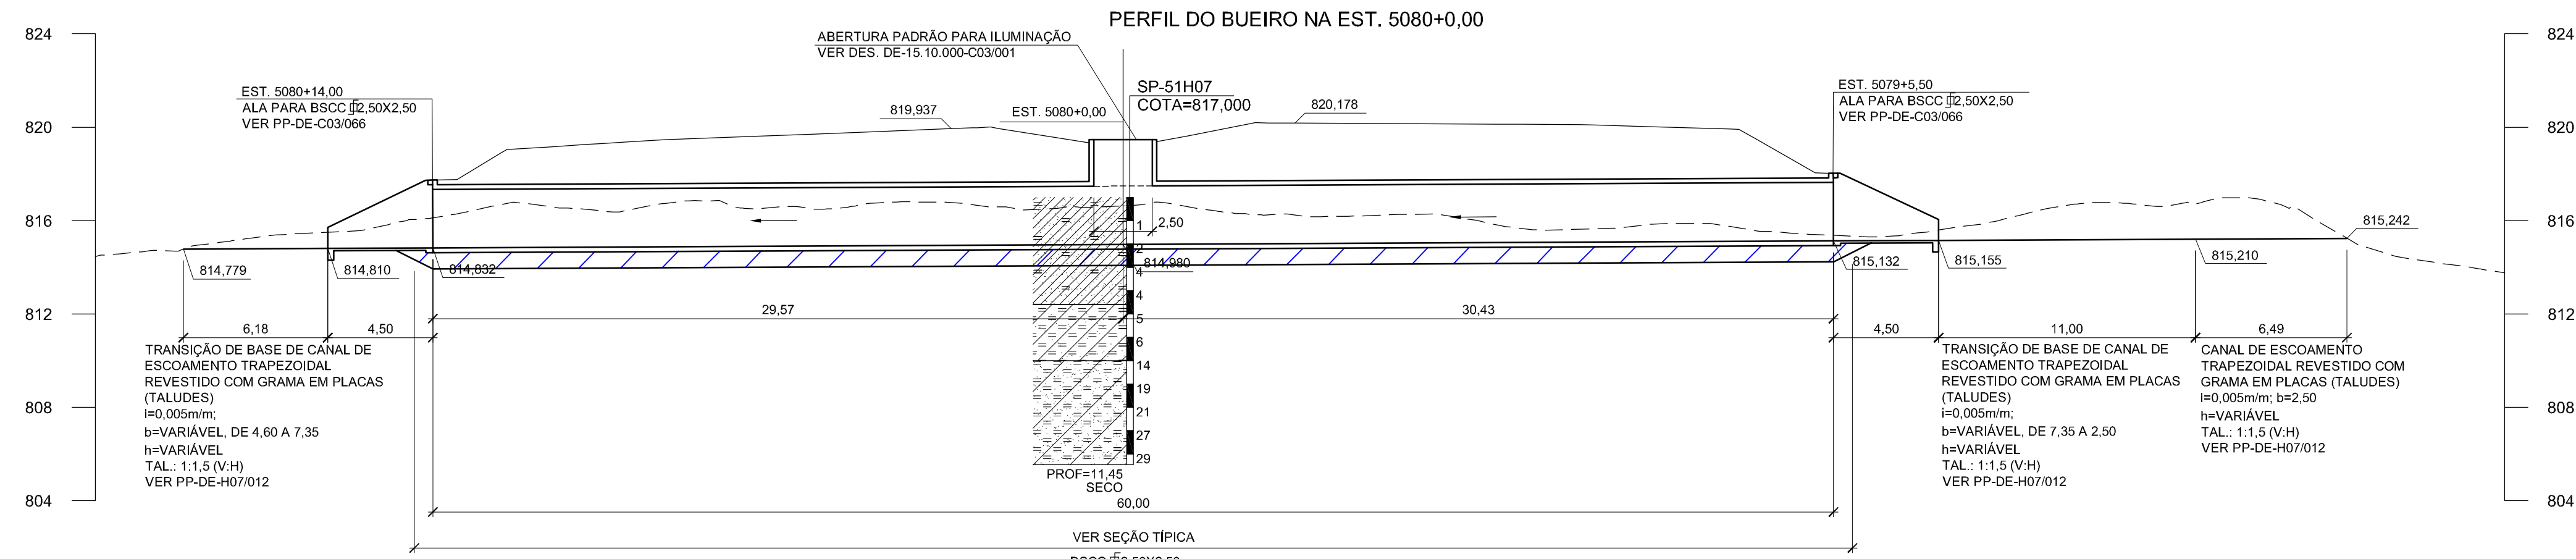 PERFIL DO BUEIRO NA EST. 5080+0,00
824
820
816
812
808
804
824
820
816
812
808
804
ABERTURA PADRÃO PARA ILUMINAÇÃO
VER DES. DE-15.10.000-C03/001
EST. 5080+14,00
ALA PARA BSCC 2,50X2,50
VER PP-DE-C03/066
819,937
EST. 5080+0,00
SP-51H07
COTA=817,000
820,178
EST. 5079+5,50
ALA PARA BSCC 2,50X2,50
VER PP-DE-C03/066
815,242
814,779
814,810
814,832
814,980
815,132
815,155
815,210
2,50
1
2
4
4
5
6
14
19
21
27
29
PROF=11,45
SECO
6,18
4,50
29,57
30,43
4,50
11,00
6,49
60,00
TRANSIÇÃO DE BASE DE CANAL DE
ESCOAMENTO TRAPEZOIDAL
REVESTIDO COM GRAMA EM PLACAS
(TALUDES)
i=0,005m/m;
b=VARIÁVEL, DE 4,60 A 7,35
h=VARIÁVEL
TAL.: 1:1,5 (V:H)
VER PP-DE-H07/012
TRANSIÇÃO DE BASE DE CANAL DE
ESCOAMENTO TRAPEZOIDAL
REVESTIDO COM GRAMA EM PLACAS
(TALUDES)
i=0,005m/m;
b=VARIÁVEL, DE 7,35 A 2,50
h=VARIÁVEL
TAL.: 1:1,5 (V:H)
VER PP-DE-H07/012
CANAL DE ESCOAMENTO
TRAPEZOIDAL REVESTIDO COM
GRAMA EM PLACAS (TALUDES)
i=0,005m/m; b=2,50
h=VARIÁVEL
TAL.: 1:1,5 (V:H)
VER PP-DE-H07/012
VER SEÇÃO TÍPICA